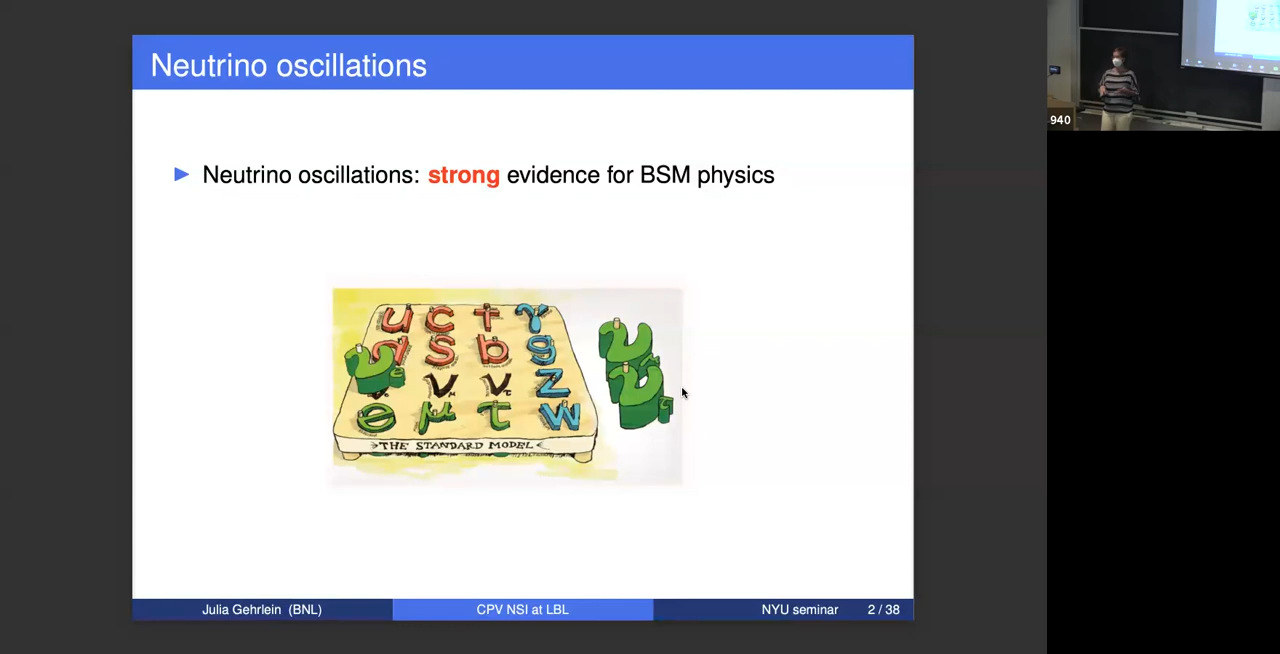 Neutrino oscillations
940
Neutrino oscillations: strong evidence for BSM physics
u c t γ
d s b g
ν ν Z
e μ τ W
THE STANDARD MODEL
Julia Gehrlein (BNL) CPV NSI at LBL NYU seminar 2 / 38